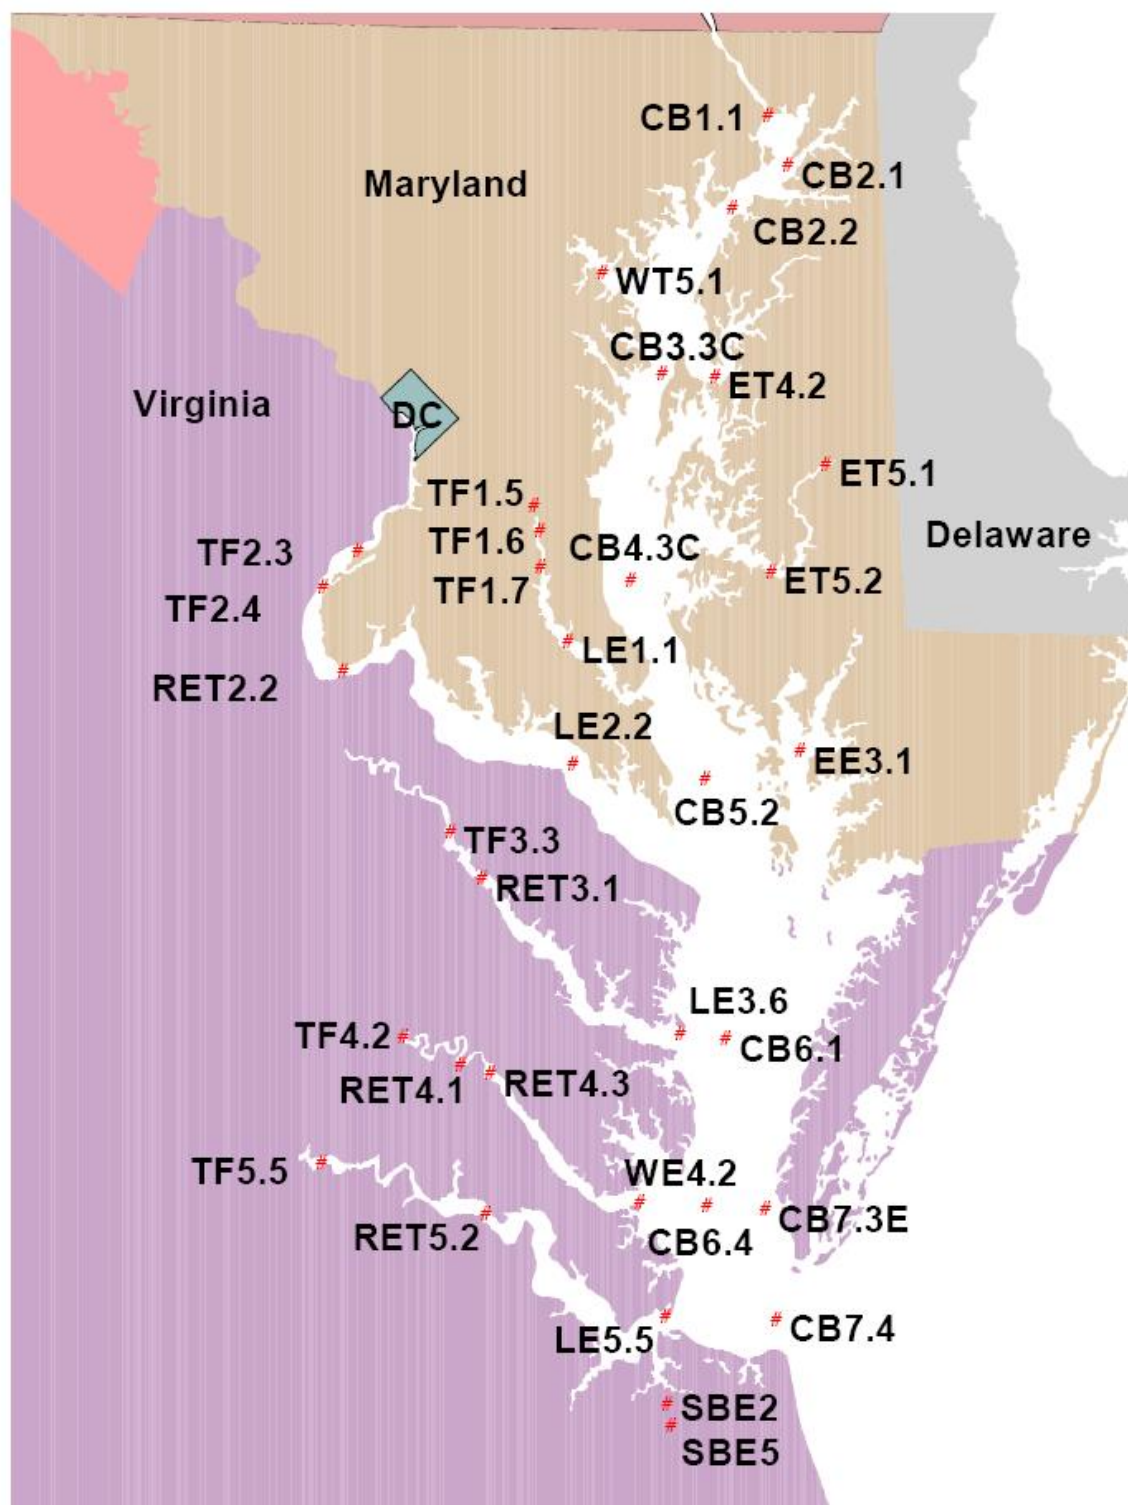 CB1.1
CB2.1
Maryland
CB2.2
WT5.1
CB3.3C
ET4.2
Virginia
DC
ET5.1
TF1.5
Delaware
TF1.6
CB4.3C
TF2.3
ET5.2
TF1.7
TF2.4
LE1.1
RET2.2
LE2.2
EE3.1
CB5.2
TF3.3
RET3.1
LE3.6
TF4.2
CB6.1
RET4.3
RET4.1
TF5.5
WE4.2
CB7.3E
RET5.2
CB6.4
CB7.4
LE5.5
SBE2
SBE5